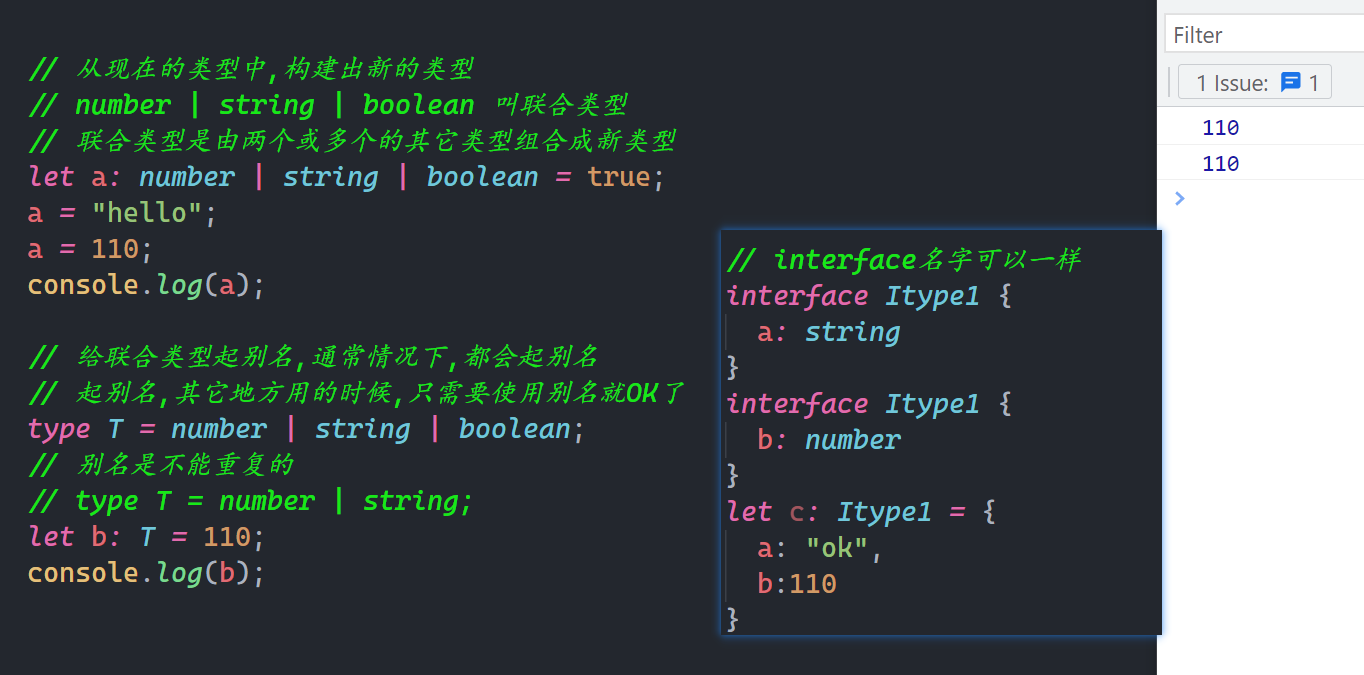 // 从现在的类型中,构建出新的类型
// number | string | boolean 叫联合类型
// 联合类型是由两个或多个的其它类型组合成新类型
let a: number | string | boolean = true;
a = "hello";
a = 110;
console.log(a);
// 给联合类型起别名,通常情况下,都会起别名
// 起别名,其它地方用的时候,只需要使用别名就OK了
type T = number | string | boolean;
// 别名是不能重复的
// type T = number | string;
let b: T = 110;
console.log(b);
// interface名字可以一样
interface Itype1 {
a: string
}
interface Itype1 {
b: number
}
let c: Itype1 = {
a: "ok",
b:110
}
Filter
1 Issue: 1
110
110
>